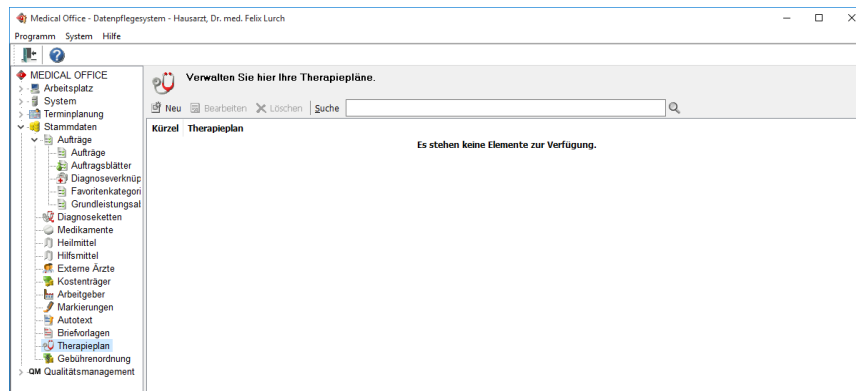 Medical Office - Datenpflegesystem - Hausarzt, Dr. med. Felix Lurch
Programm System Hilfe
MEDICAL OFFICE
Arbeitsplatz
System
Terminplanung
Stammdaten
Aufträge
Aufträge
Auftragsblätter
Diagnoseverknüp
Favoritenkategori
Grundleistungsal
Diagnoseketten
Medikamente
Heilmittel
Hilfsmittel
Externe Ärzte
Kostenträger
Arbeitgeber
Markierungen
Autotext
Briefvorlagen
Therapieplan
Gebührenordnung
QM Qualitätsmanagement
Verwalten Sie hier Ihre Therapiepläne.
Neu Bearbeiten Löschen Suche
Kürzel Therapieplan
Es stehen keine Elemente zur Verfügung.